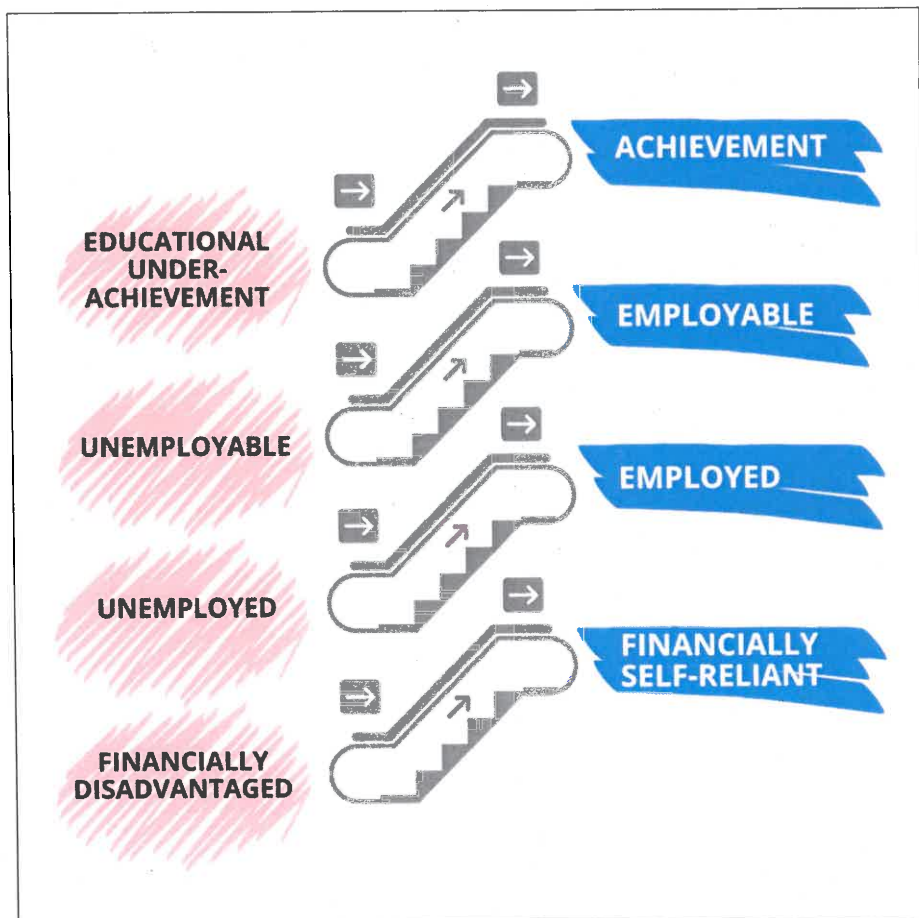 ACHIEVEMENT
EDUCATIONAL
UNDER-
ACHIEVEMENT
EMPLOYABLE
UNEMPLOYABLE
EMPLOYED
UNEMPLOYED
FINANCIALLY
SELF-RELIANT
FINANCIALLY
DISADVANTAGED